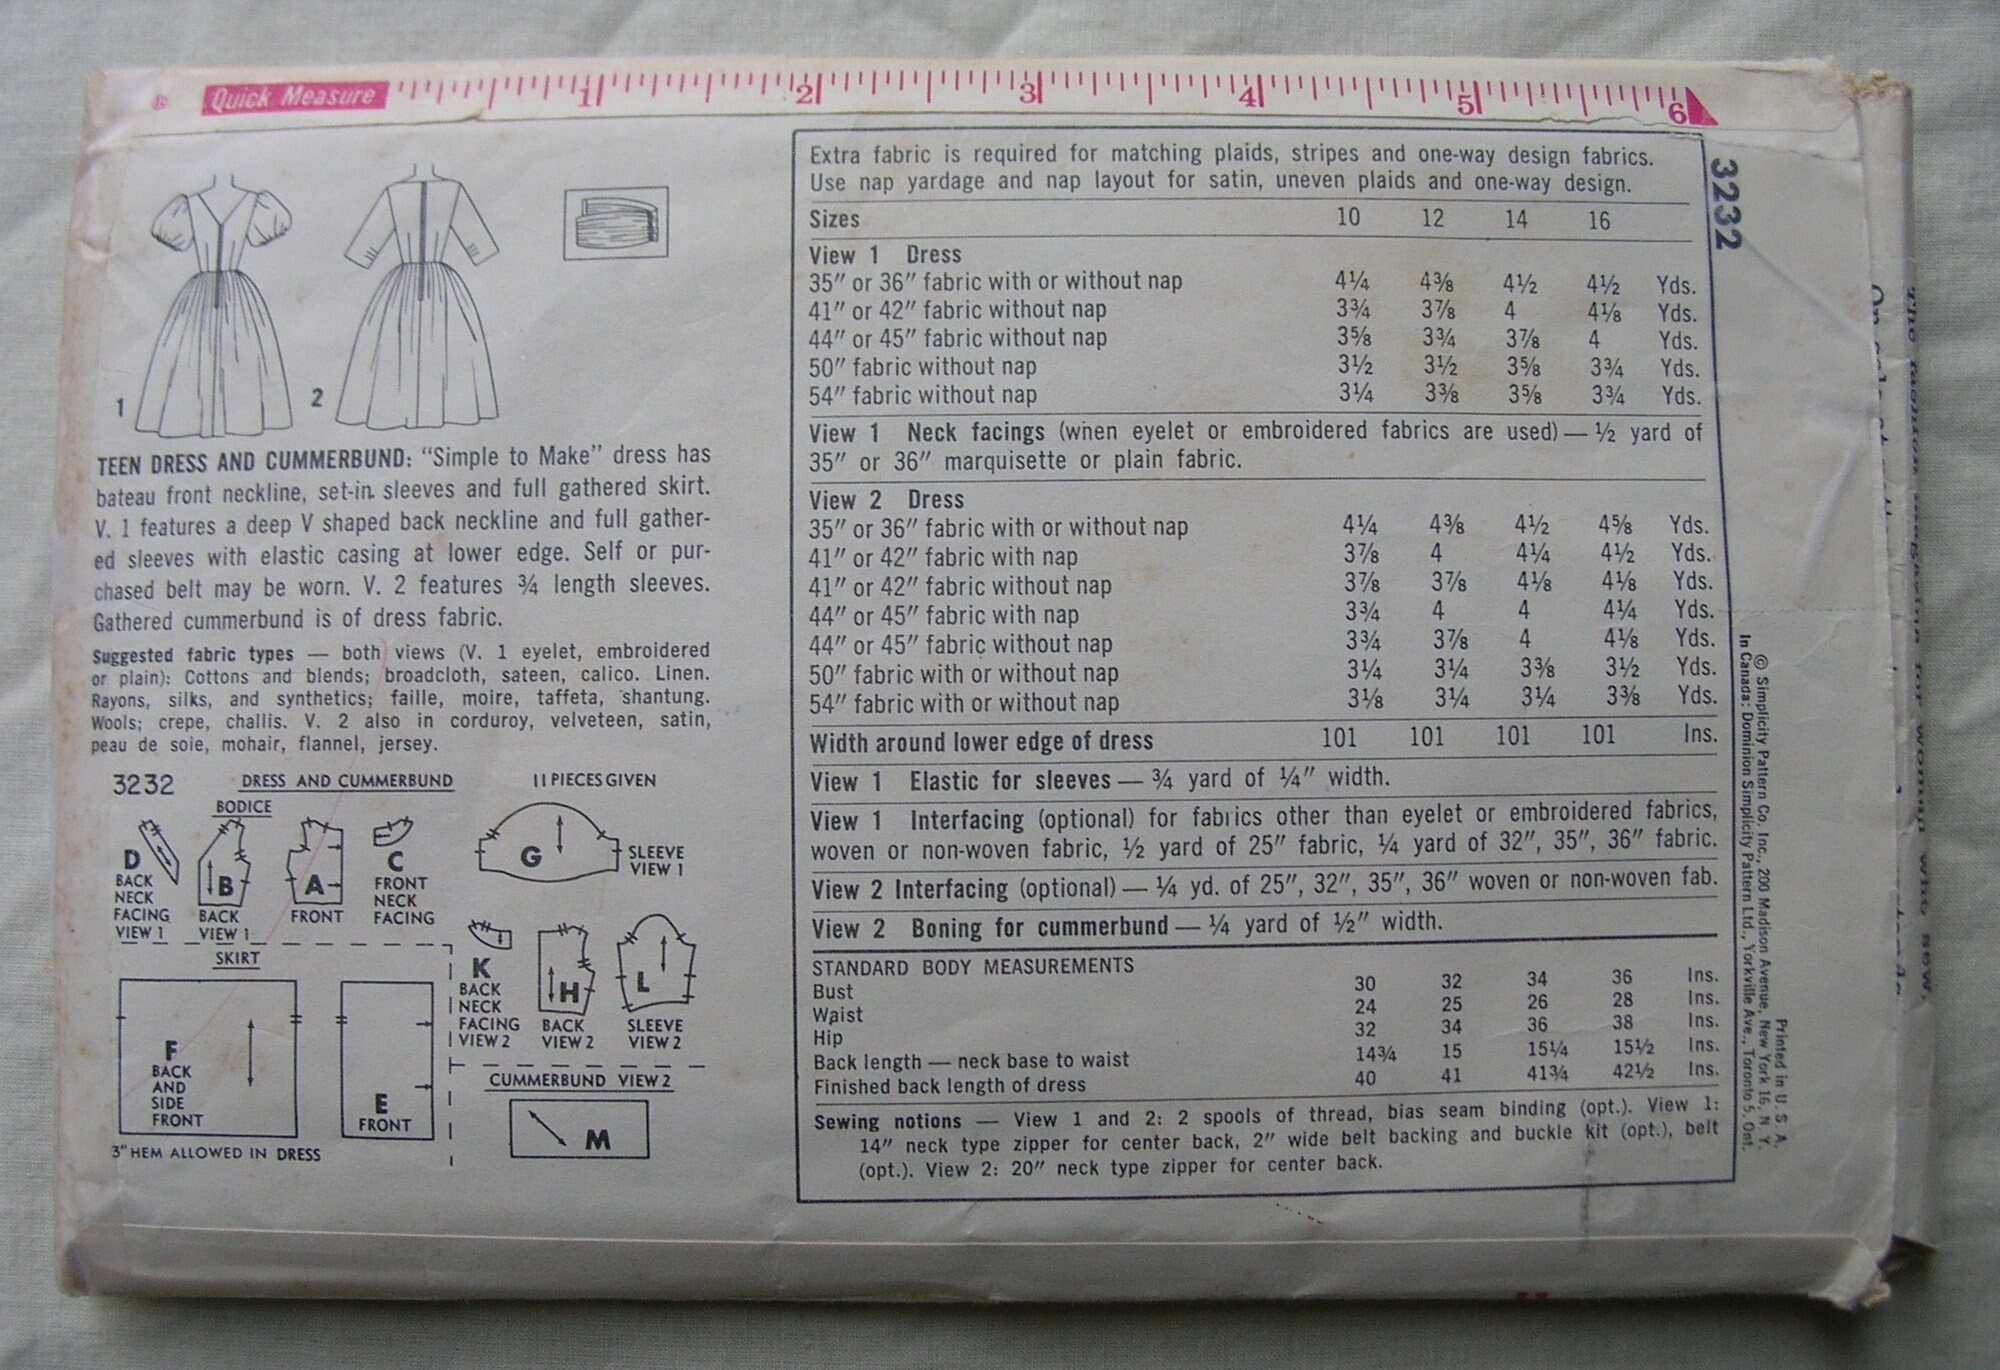 Quick Measure
1 2 3 4 5 6
1
2
TEEN DRESS AND CUMMERBUND: “Simple to Make” dress has
bateau front neckline, set-in sleeves and full gathered skirt.
V. 1 features a deep V shaped back neckline and full gather-
ed sleeves with elastic casing at lower edge. Self or pur-
chased belt may be worn. V. 2 features ¾ length sleeves.
Gathered cummerbund is of dress fabric.
Suggested fabric types — both views (V. 1 eyelet, embroidered
or plain): Cottons and blends; broadcloth, sateen, calico. Linen.
Rayons, silks, and synthetics; faille, moire, taffeta, shantung.
Wools; crepe, challis. V. 2 also in corduroy, velveteen, satin,
peau de soie, mohair, flannel, jersey.
3232 DRESS AND CUMMERBUND 11 PIECES GIVEN
BODICE
D
BACK
NECK
FACING
VIEW 1
B
BACK
VIEW 1
A
FRONT
C
FRONT
NECK
FACING
G
SLEEVE
VIEW 1
SKIRT
F
BACK
AND
SIDE
FRONT
E
FRONT
K
BACK
NECK
FACING
VIEW 2
H
BACK
VIEW 2
L
SLEEVE
VIEW 2
CUMMERBUND VIEW 2
M
3" HEM ALLOWED IN DRESS
Extra fabric is required for matching plaids, stripes and one-way design fabrics.
Use nap yardage and nap layout for satin, uneven plaids and one-way design.
Sizes 10 12 14 16
View 1 Dress
35" or 36" fabric with or without nap 4¼ 4⅜ 4½ 4½ Yds.
41" or 42" fabric without nap 3¾ 3⅞ 4 4⅛ Yds.
44" or 45" fabric without nap 3⅝ 3¾ 3⅞ 4 Yds.
50" fabric without nap 3½ 3½ 3⅝ 3¾ Yds.
54" fabric without nap 3¼ 3⅜ 3⅝ 3¾ Yds.
View 1 Neck facings (when eyelet or embroidered fabrics are used) — ½ yard of
35" or 36" marquisette or plain fabric.
View 2 Dress
35" or 36" fabric with or without nap 4¼ 4⅜ 4½ 4⅝ Yds.
41" or 42" fabric with nap 3⅞ 4 4¼ 4½ Yds.
41" or 42" fabric without nap 3⅞ 3⅞ 4⅛ 4⅛ Yds.
44" or 45" fabric with nap 3¾ 4 4 4¼ Yds.
44" or 45" fabric without nap 3¾ 3⅞ 4 4⅛ Yds.
50" fabric with or without nap 3¼ 3¼ 3⅜ 3½ Yds.
54" fabric with or without nap 3⅛ 3¼ 3¼ 3⅜ Yds.
Width around lower edge of dress 101 101 101 101 Ins.
View 1 Elastic for sleeves — ¾ yard of ¼" width.
View 1 Interfacing (optional) for fabrics other than eyelet or embroidered fabrics,
woven or non-woven fabric, ½ yard of 25" fabric, ¼ yard of 32", 35", 36" fabric.
View 2 Interfacing (optional) — ¼ yd. of 25", 32", 35", 36" woven or non-woven fab.
View 2 Boning for cummerbund — ¼ yard of ½" width.
STANDARD BODY MEASUREMENTS
Bust 30 32 34 36 Ins.
Waist 24 25 26 28 Ins.
Hip 32 34 36 38 Ins.
Back length — neck base to waist 14¾ 15 15¼ 15½ Ins.
Finished back length of dress 40 41 41¾ 42½ Ins.
Sewing notions — View 1 and 2: 2 spools of thread, bias seam binding (opt.). View 1:
14" neck type zipper for center back, 2" wide belt backing and buckle kit (opt.), belt
(opt.). View 2: 20" neck type zipper for center back.
3232
Printed in U. S. A.
© Simplicity Pattern Co. Inc., 200 Madison Avenue, New York 16, N. Y.
In Canada: Dominion Simplicity Pattern Ltd., Yorkville Ave., Toronto 5, Ont.